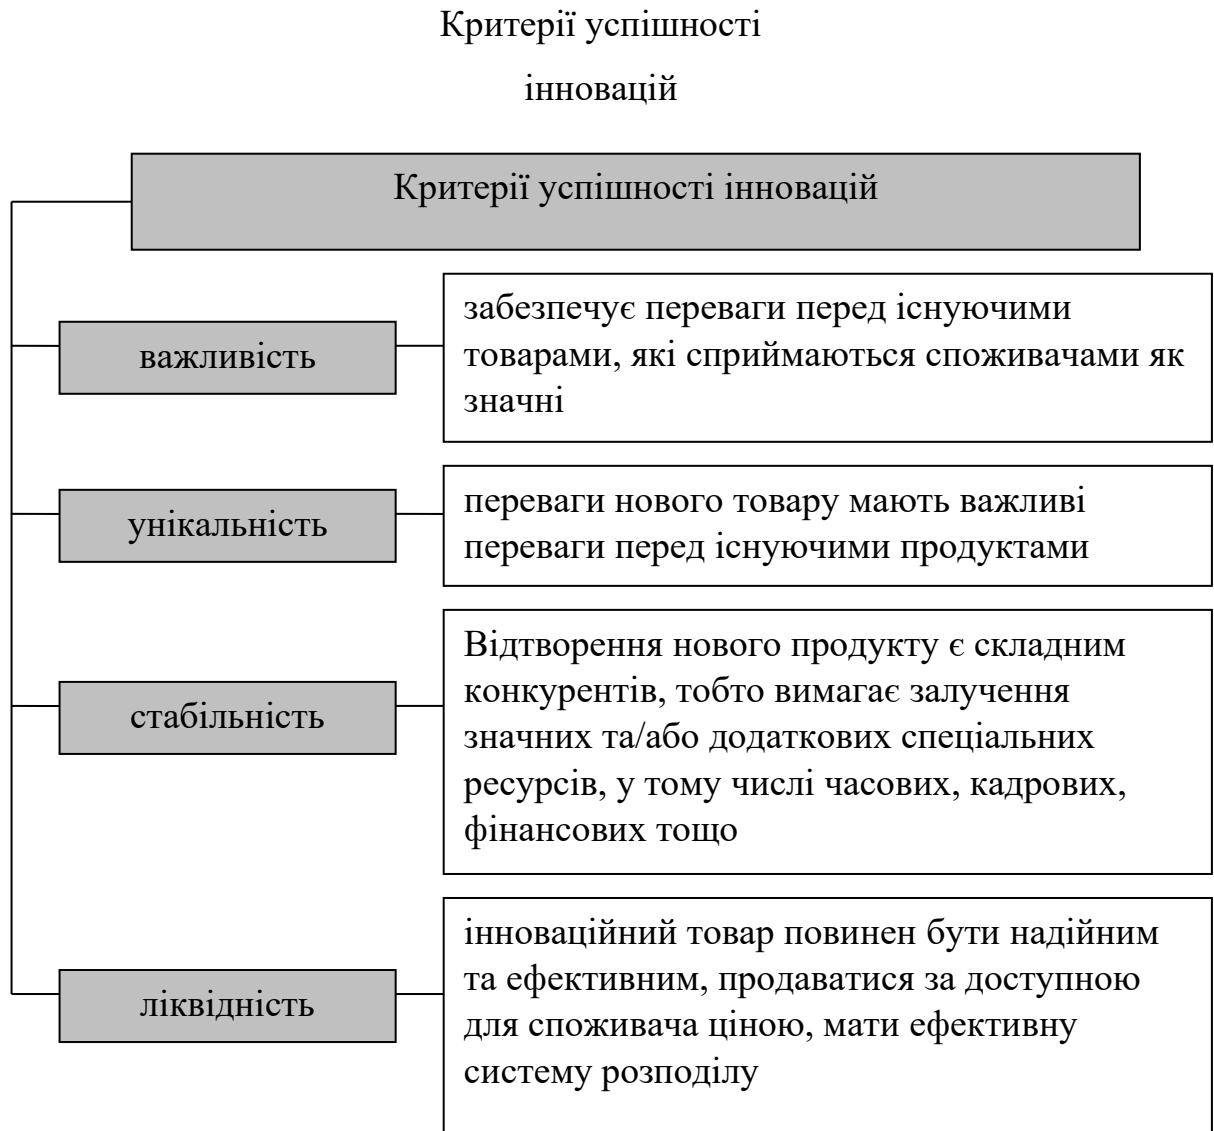 Критерії успішності
інновацій
Критерії успішності інновацій
важливість
забезпечує переваги перед існуючими
товарами, які сприймаються споживачами як
значні
унікальність
переваги нового товару мають важливі
переваги перед існуючими продуктами
стабільність
Відтворення нового продукту є складним
конкурентів, тобто вимагає залучення
значних та/або додаткових спеціальних
ресурсів, у тому числі часових, кадрових,
фінансових тощо
ліквідність
інноваційний товар повинен бути надійним
та ефективним, продаватися за доступною
для споживача ціною, мати ефективну
систему розподілу